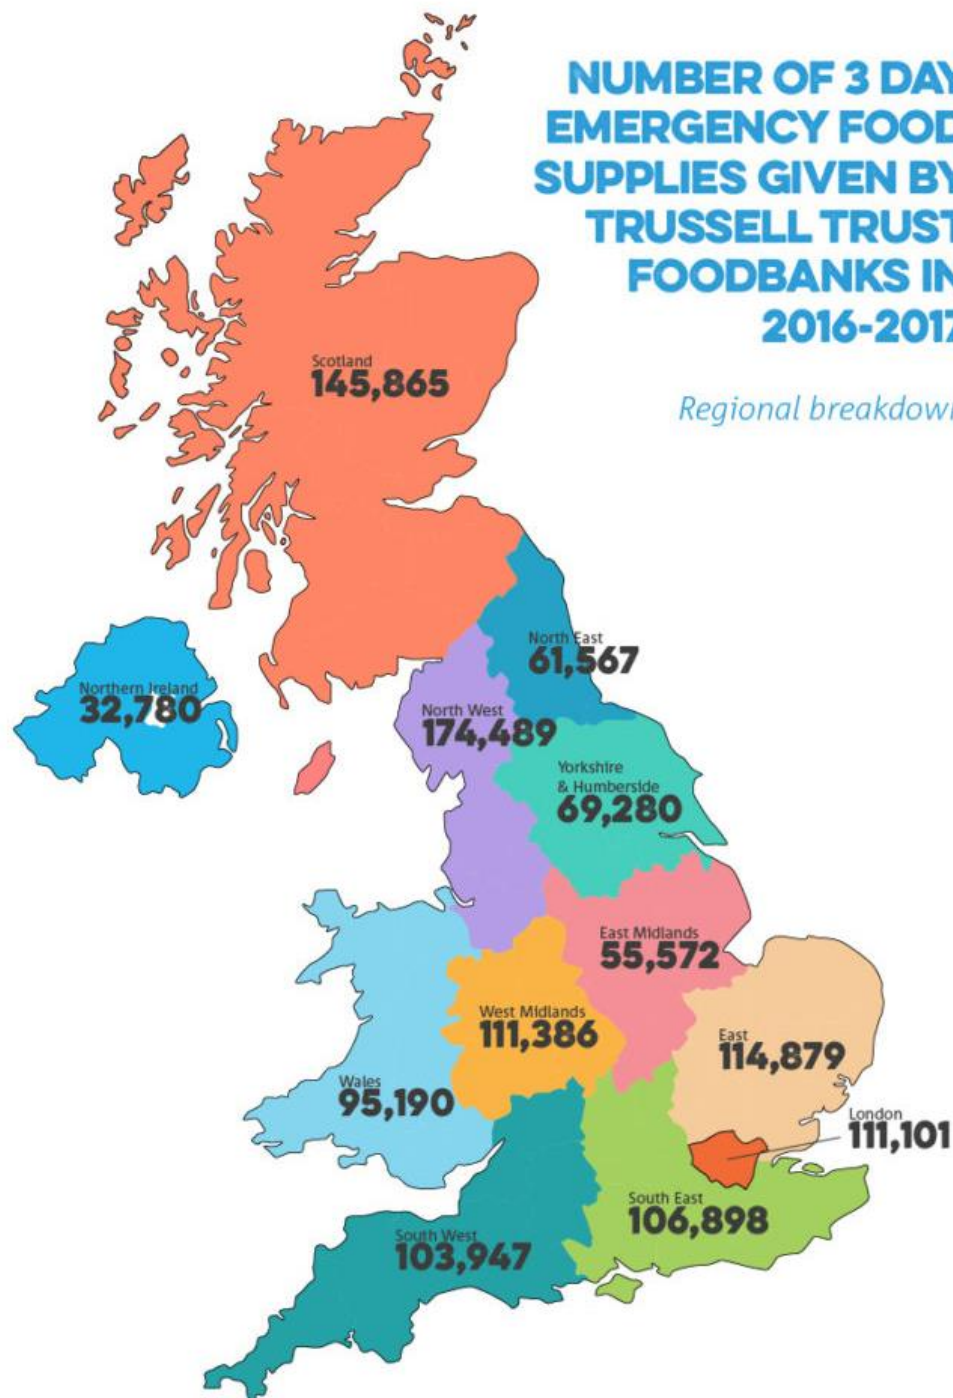 NUMBER OF 3 DAY
EMERGENCY FOOD
SUPPLIES GIVEN BY
TRUSSELL TRUST
FOODBANKS IN
2016-2017
Regional breakdown
Scotland
145,865
North East
61,567
Northern Ireland
32,780
North West
174,489
Yorkshire
& Humberside
69,280
East Midlands
55,572
West Midlands
111,386
East
114,879
Wales
95,190
London
111,101
South East
106,898
South West
103,947